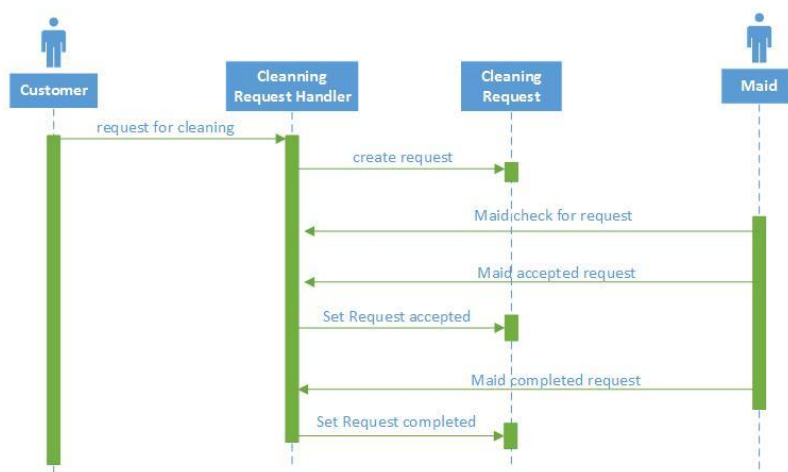 Customer
Cleanning
Request Handler
Cleaning
Request
Maid
request for cleaning
create request
Maid check for request
Maid accepted request
Set Request accepted
Maid completed request
Set Request completed